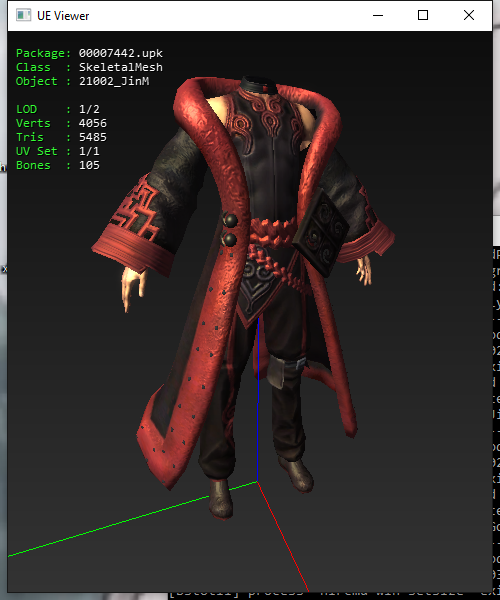 UE Viewer
Package: 00007442.upk
Class : SkeletalMesh
Object : 21002_JinM
LOD : 1/2
Verts : 4056
Tris : 5485
UV Set : 1/1
Bones : 105